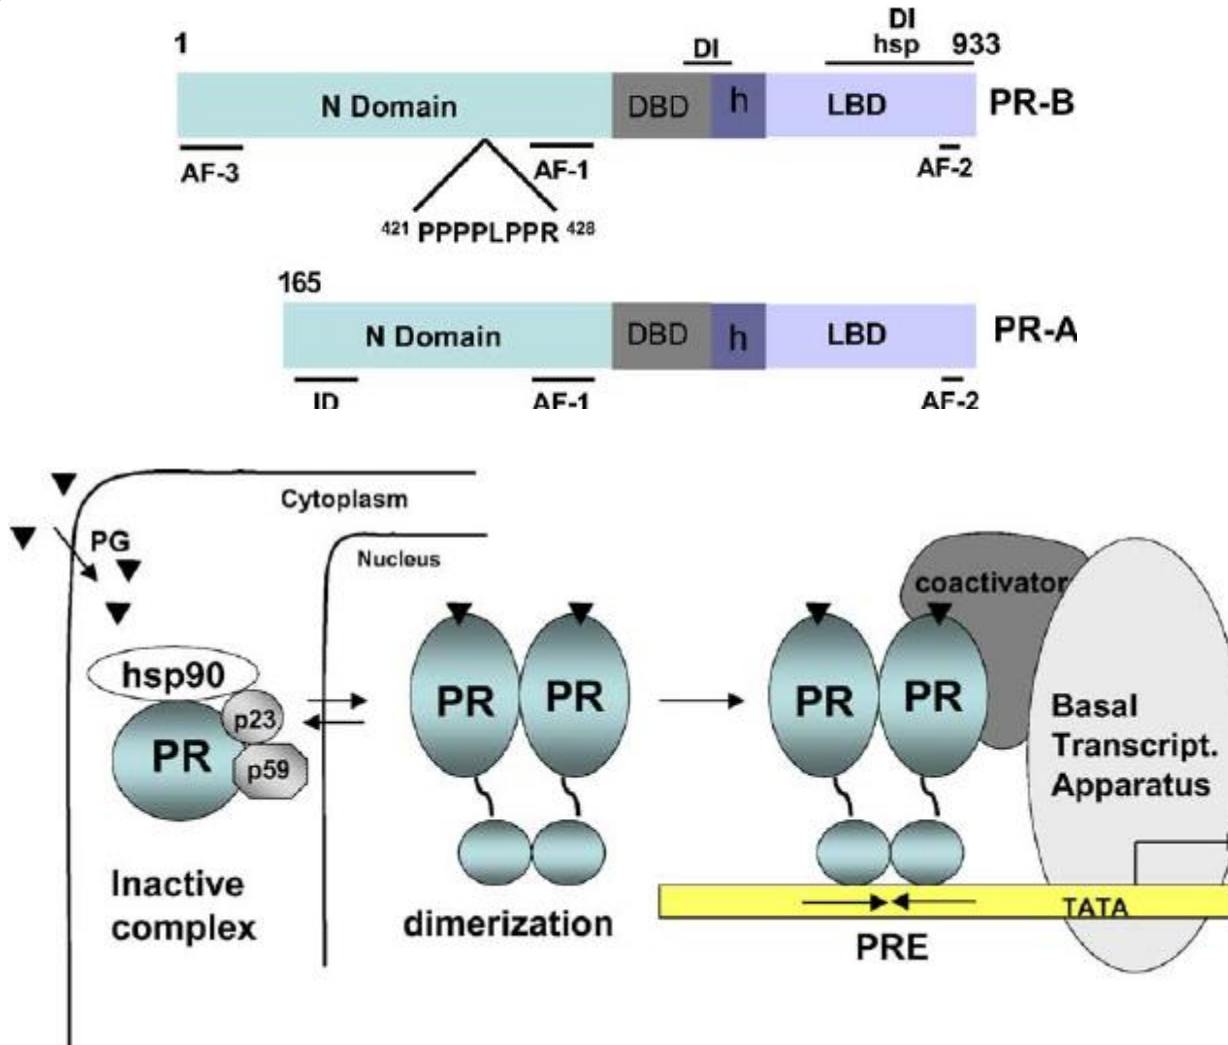 DI
1 DI hsp 933
N Domain DBD h LBD PR-B
AF-3 AF-1 AF-2
421 PPPPLPPR 428
165
N Domain DBD h LBD PR-A
ID AF-1 AF-2
Cytoplasm
PG
Nucleus
coactivator
hsp90
p23
PR
p59
PR PR
PR PR
Basal
Transcript.
Apparatus
Inactive
complex
dimerization
TATA
PRE